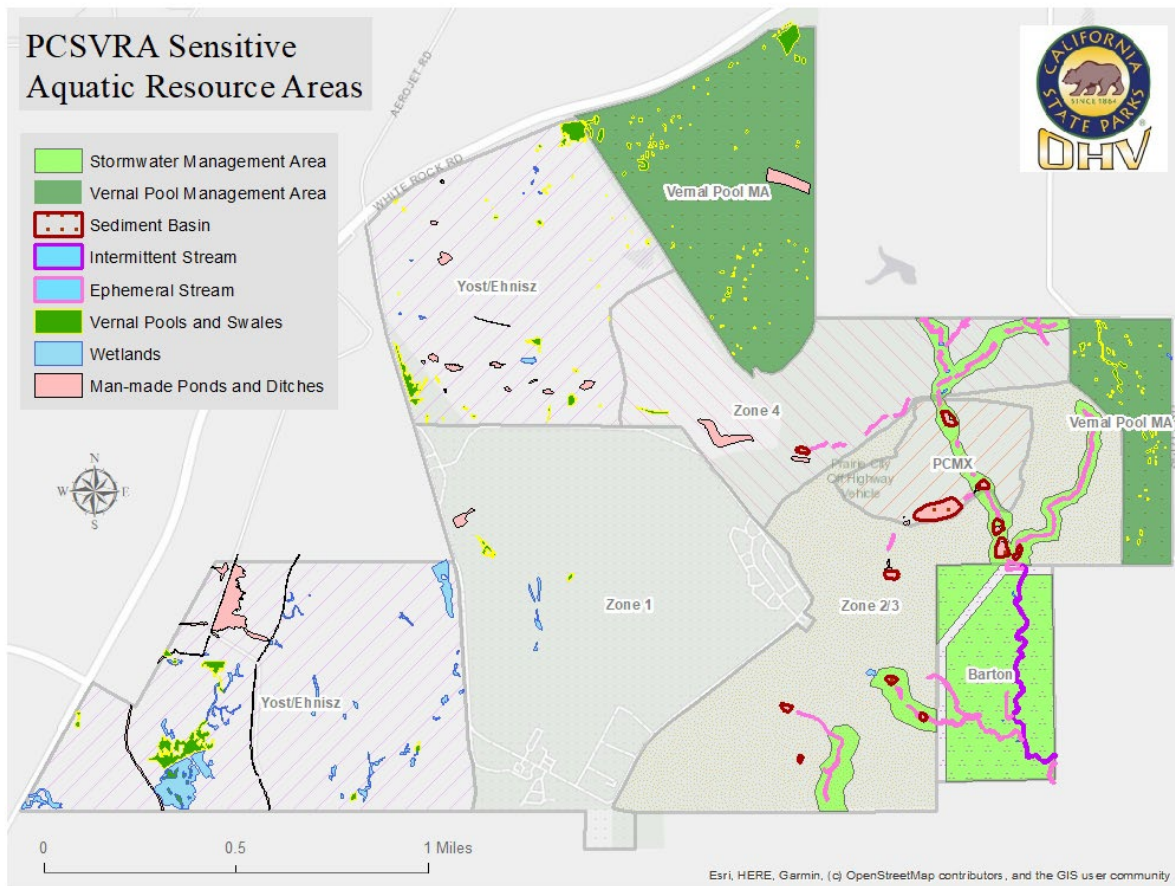 PCSVRA Sensitive
Aquatic Resource Areas
Stormwater Management Area
Vernal Pool Management Area
Sediment Basin
Intermittent Stream
Ephemeral Stream
Vernal Pools and Swales
Wetlands
Man-made Ponds and Ditches
AEROJET RD
WHITE ROCK RD
CALIFORNIA
SINCE 1864
STATE PARKS
OHV
Vernal Pool MA
Yost/Ehnisz
Zone 4
Vernal Pool MA
PCMX
Prairie City
Off Highway
Vehicle
N
W
E
S
Zone 1
Zone 2/3
Barton
Yost/Ehnisz
0
0.5
1 Miles
Esri, HERE, Garmin, (c) OpenStreetMap contributors, and the GIS user community